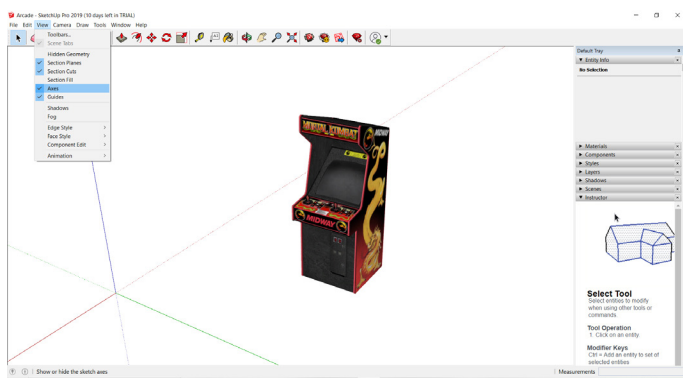 Arcade - SketchUp Pro 2019 (10 days left in TRIAL)
File Edit View Camera Draw Tools Window Help
Toolbars...
Scene Tabs
Hidden Geometry
Section Planes
Section Cuts
Section Fill
Axes
Guides
Shadows
Fog
Edge Style
Face Style
Component Edit
Animation
MORTAL KOMBAT
MIDWAY
MIDWAY
Default Tray
Entity Info
No Selection
Materials
Components
Styles
Layers
Shadows
Scenes
Instructor
Select Tool
Select entities to modify
when using other tools or
commands.
Tool Operation
1. Click on an entity
Modifier Keys
Ctrl = Add an entity to set of
selected entities
Show or hide the sketch axes
Measurements